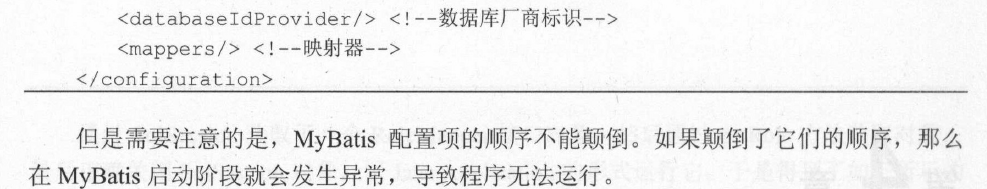 <databaseIdProvider/> <!--数据库厂商标识-->
<mappers/> <!--映射器-->
</configuration>
但是需要注意的是，MyBatis 配置项的顺序不能颠倒。如果颠倒了它们的顺序，那么
在 MyBatis 启动阶段就会发生异常，导致程序无法运行。